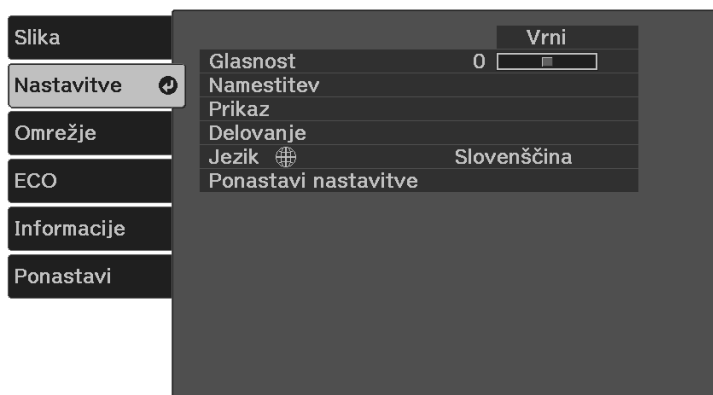 Slika
Nastavitve
Omrežje
ECO
Informacije
Ponastavi
Vrni
Glasnost 0
Namestitev
Prikaz
Delovanje
Jezik Slovenščina
Ponastavi nastavitve